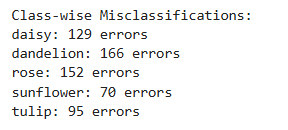 Class-wise Misclassifications:
daisy: 129 errors
dandelion: 166 errors
rose: 152 errors
sunflower: 70 errors
tulip: 95 errors